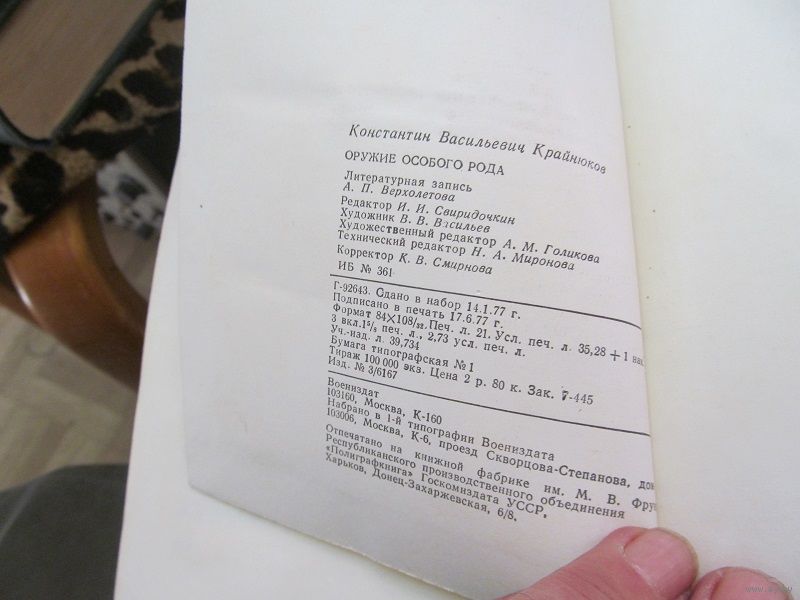 Константин Васильевич Крайнюков
ОРУЖИЕ ОСОБОГО РОДА
Литературная запись
А. П. Верхолетова
Редактор И. И. Свиридочкин
Художник В. В. Васильев
Художественный редактор А. М. Голикова
Технический редактор Н. А. Миронова
Корректор К. В. Смирнова
ИБ № 361
Г-92643. Сдано в набор 14.1.77 г.
Подписано в печать 17.6.77 г.
Формат 84×108/32. Печ. л. 21. Усл. печ. л. 35,28 + 1 нак
3 вкл. 1⁵/₈ печ. л., 2,73 усл. печ. л.
Уч.-изд. л. 39,734
Бумага типографская № 1
Тираж 100 000 экз. Цена 2 р. 80 к. Зак. 7-445
Изд. № 3/6167
Воениздат
103160, Москва, К-160
Набрано в 1-й типографии Воениздата
103006, Москва, К-6, проезд Скворцова-Степанова, до
Отпечатано на книжной фабрике им. М. В. Фру
Республиканского производственного объединения
«Полиграфкнига» Госкомиздата УССР.
Харьков, Донец-Захаржевская, 6/8.